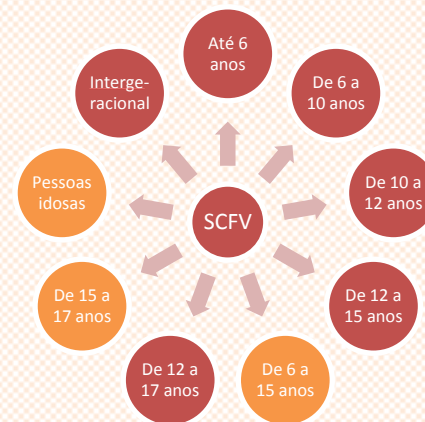 Até 6
anos
De 6 a
10 anos
De 10 a
12 anos
De 12 a
15 anos
De 6 a
15 anos
De 12 a
17 anos
De 15 a
17 anos
Pessoas
idosas
Interge-
racional
SCFV